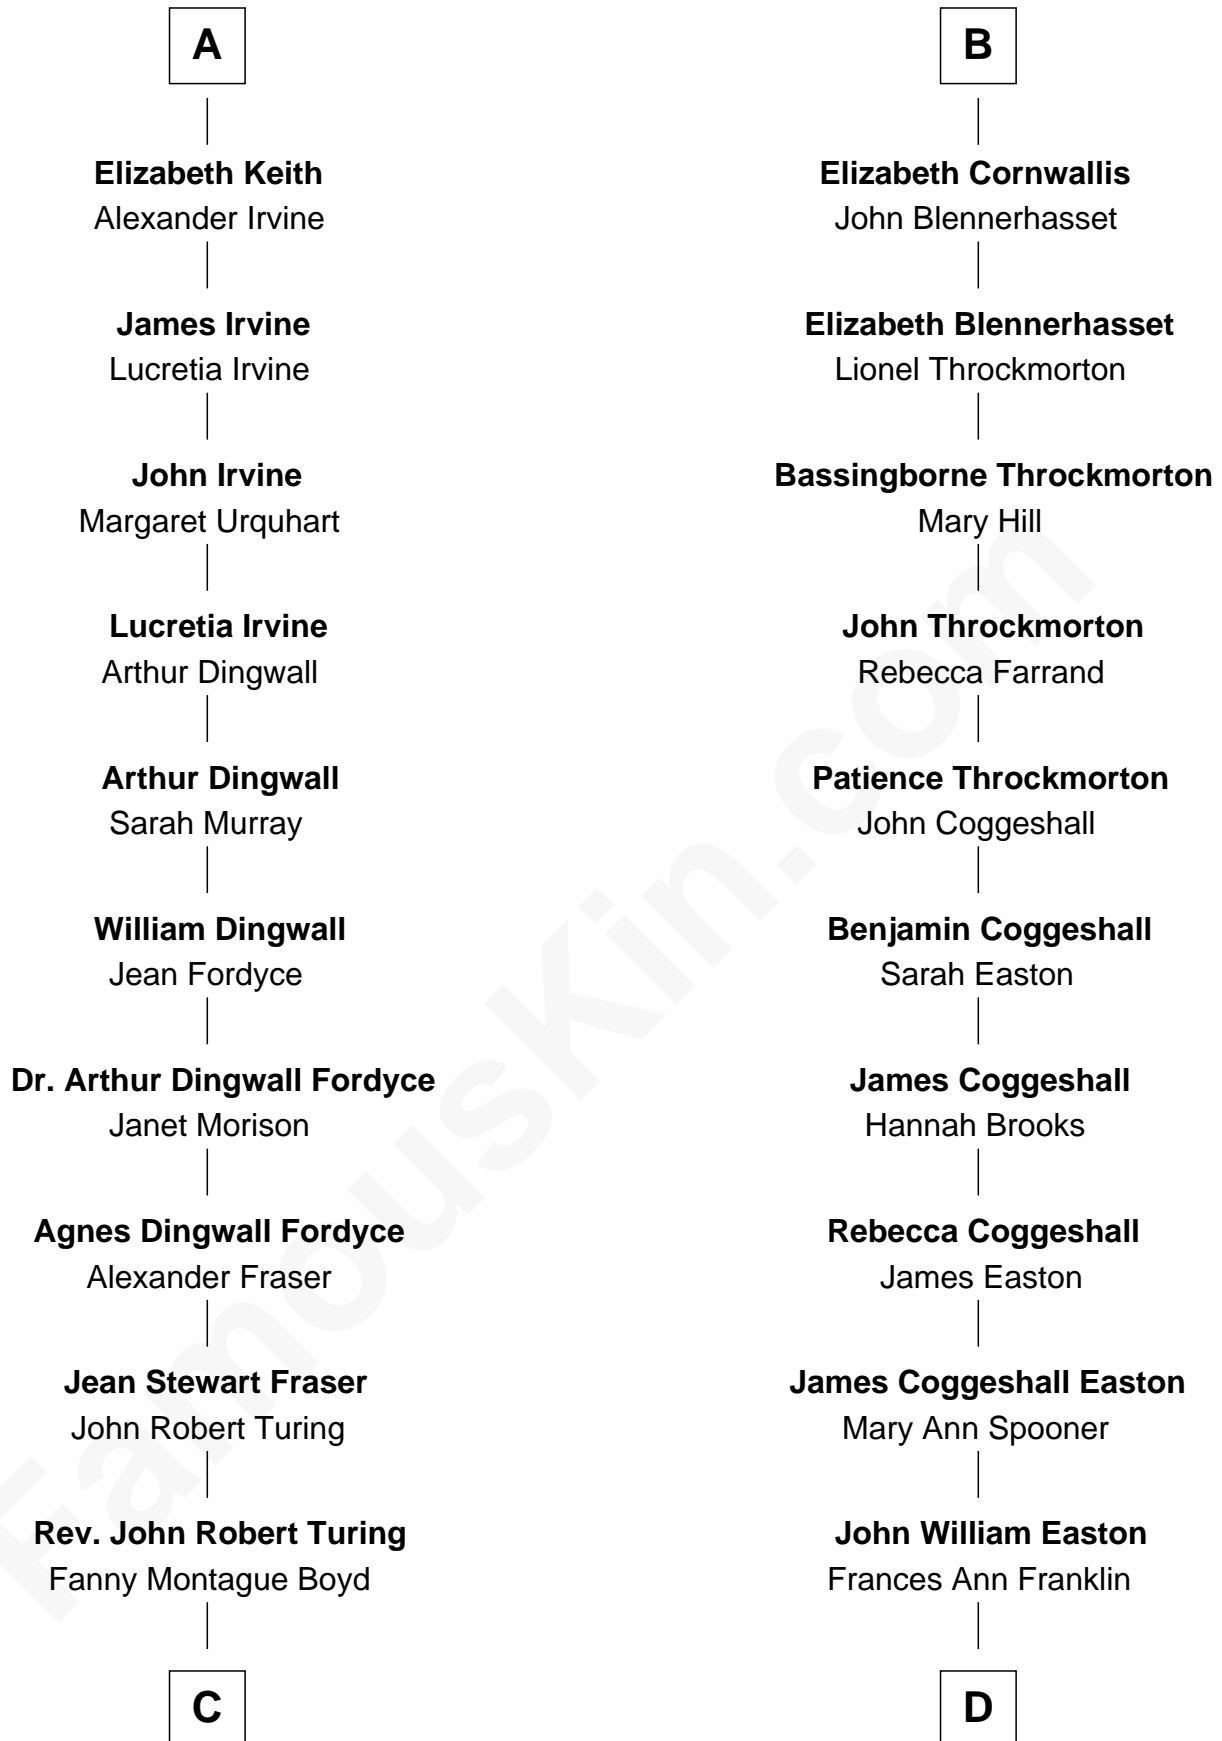 A
Elizabeth Keith
Alexander Irvine
James Irvine
Lucretia Irvine
John Irvine
Margaret Urquhart
Lucretia Irvine
Arthur Dingwall
Arthur Dingwall
Sarah Murray
William Dingwall
Jean Fordyce
Dr. Arthur Dingwall Fordyce
Janet Morison
Agnes Dingwall Fordyce
Alexander Fraser
Jean Stewart Fraser
John Robert Turing
Rev. John Robert Turing
Fanny Montague Boyd
C
B
Elizabeth Cornwallis
John Blennerhasset
Elizabeth Blennerhasset
Lionel Throckmorton
Bassingborne Throckmorton
Mary Hill
John Throckmorton
Rebecca Farrand
Patience Throckmorton
John Coggeshall
Benjamin Coggeshall
Sarah Easton
James Coggeshall
Hannah Brooks
Rebecca Coggeshall
James Easton
James Coggeshall Easton
Mary Ann Spooner
John William Easton
Frances Ann Franklin
D
FamousKin.com